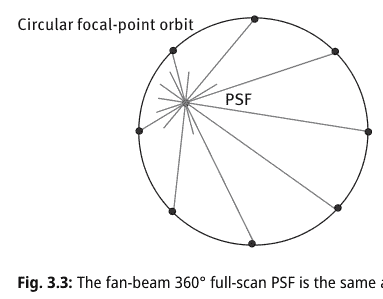 Circular focal-point orbit
PSF
Fig. 3.3: The fan-beam 360° full-scan PSF is the same